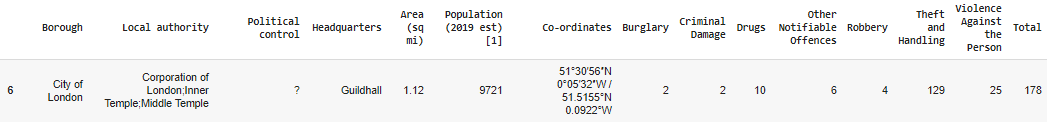 Borough Local authority Political control Headquarters Area (sq mi) Population (2019 est) [1] Co-ordinates Burglary Criminal Damage Drugs Other Notifiable Offences Robbery Theft and Handling Violence Against the Person Total
6 City of London Corporation of London;Inner Temple;Middle Temple ? Guildhall 1.12 9721 51°30′56″N 0°05′32″W / 51.5155°N 0.0922°W 2 2 10 6 4 129 25 178